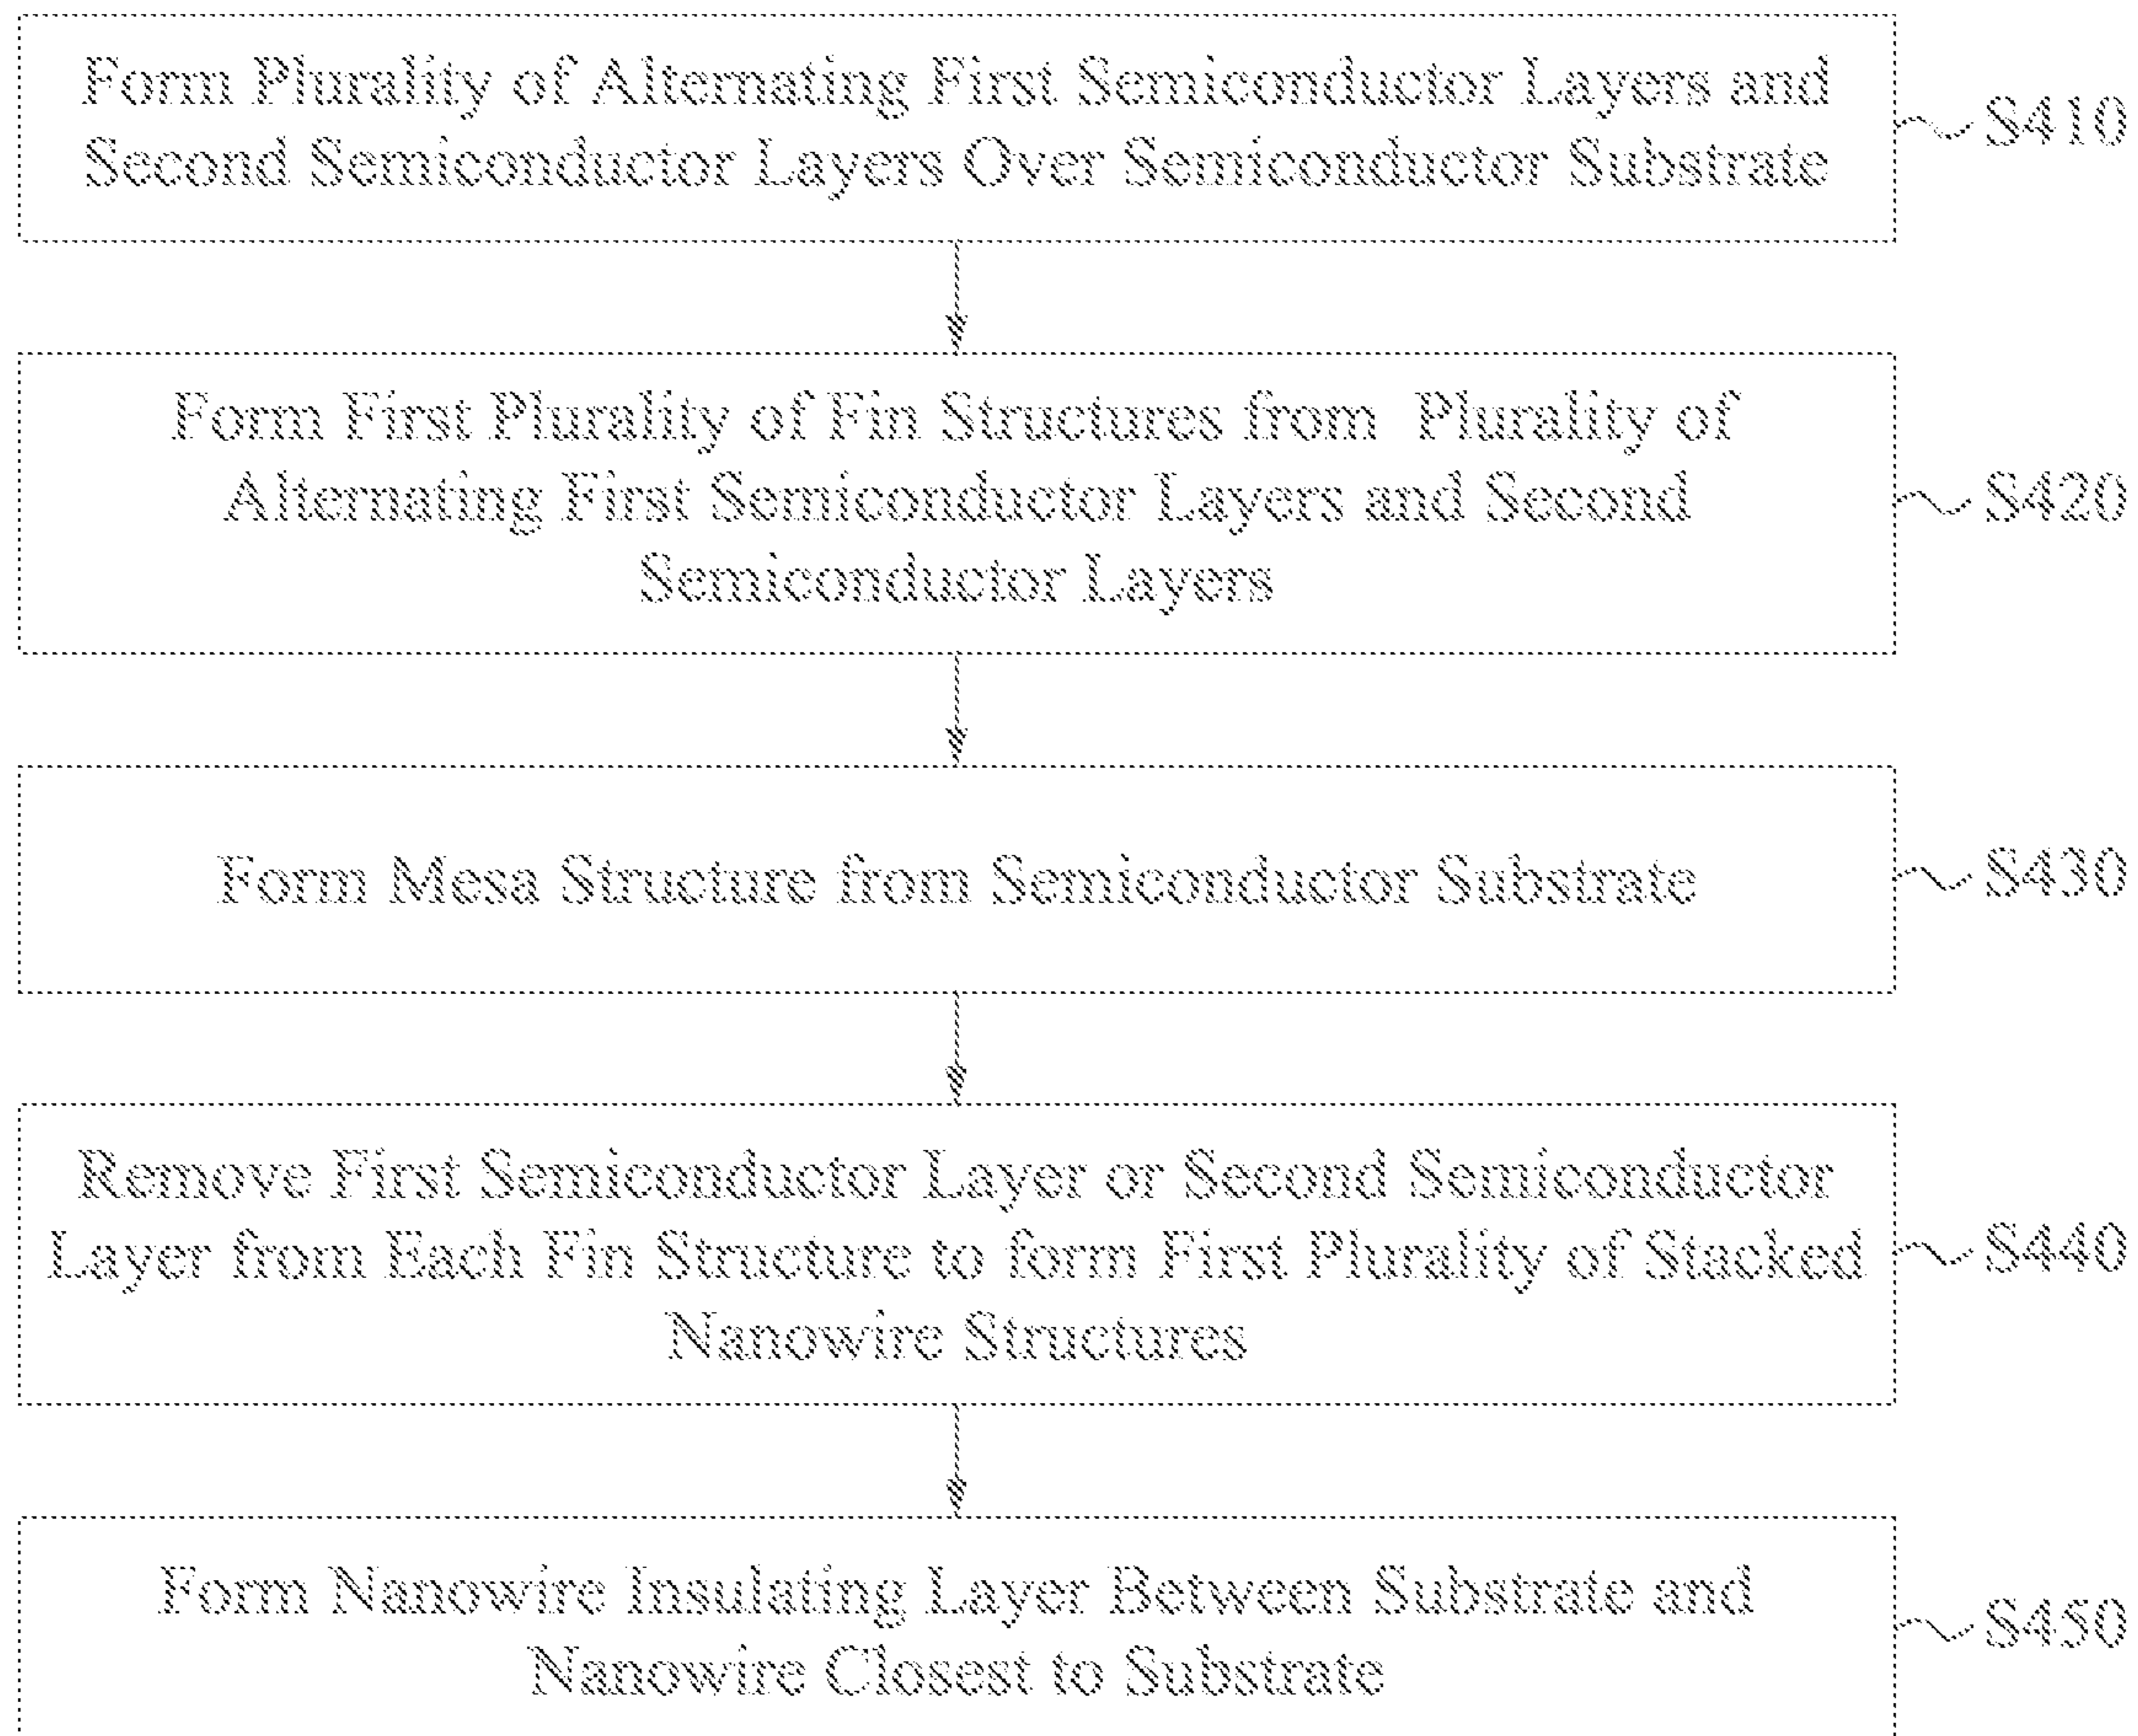 Form Plurality of Alternating First Semiconductor Layers and
Second Semiconductor Layers Over Semiconductor Substrate
S410
Form First Plurality of Fin Structures from Plurality of
Alternating First Semiconductor Layers and Second
Semiconductor Layers
S420
Form Mesa Structure from Semiconductor Substrate
S430
Remove First Semiconductor Layer or Second Semiconductor
Layer from Each Fin Structure to form First Plurality of Stacked
Nanowire Structures
S440
Form Nanowire Insulating Layer Between Substrate and
Nanowire Closest to Substrate
S450